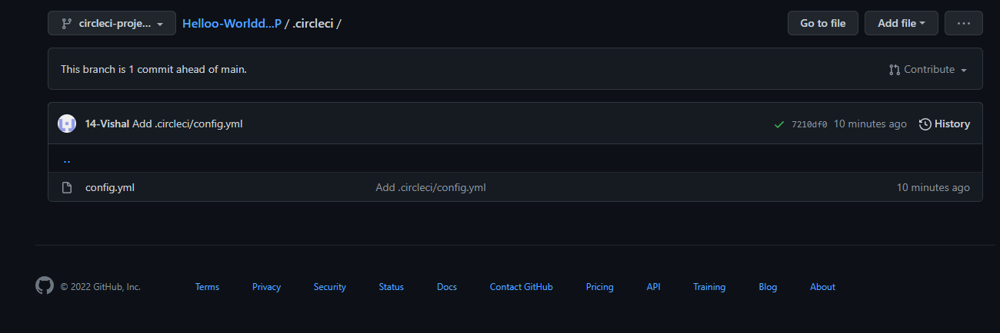 circleci-proje... Helloo-Worldd...P / .circleci / Go to file Add file ...
This branch is 1 commit ahead of main. Contribute
14-Vishal Add .circleci/config.yml 7210df0 10 minutes ago History
..
config.yml Add .circleci/config.yml 10 minutes ago
© 2022 GitHub, Inc. Terms Privacy Security Status Docs Contact GitHub Pricing API Training Blog About